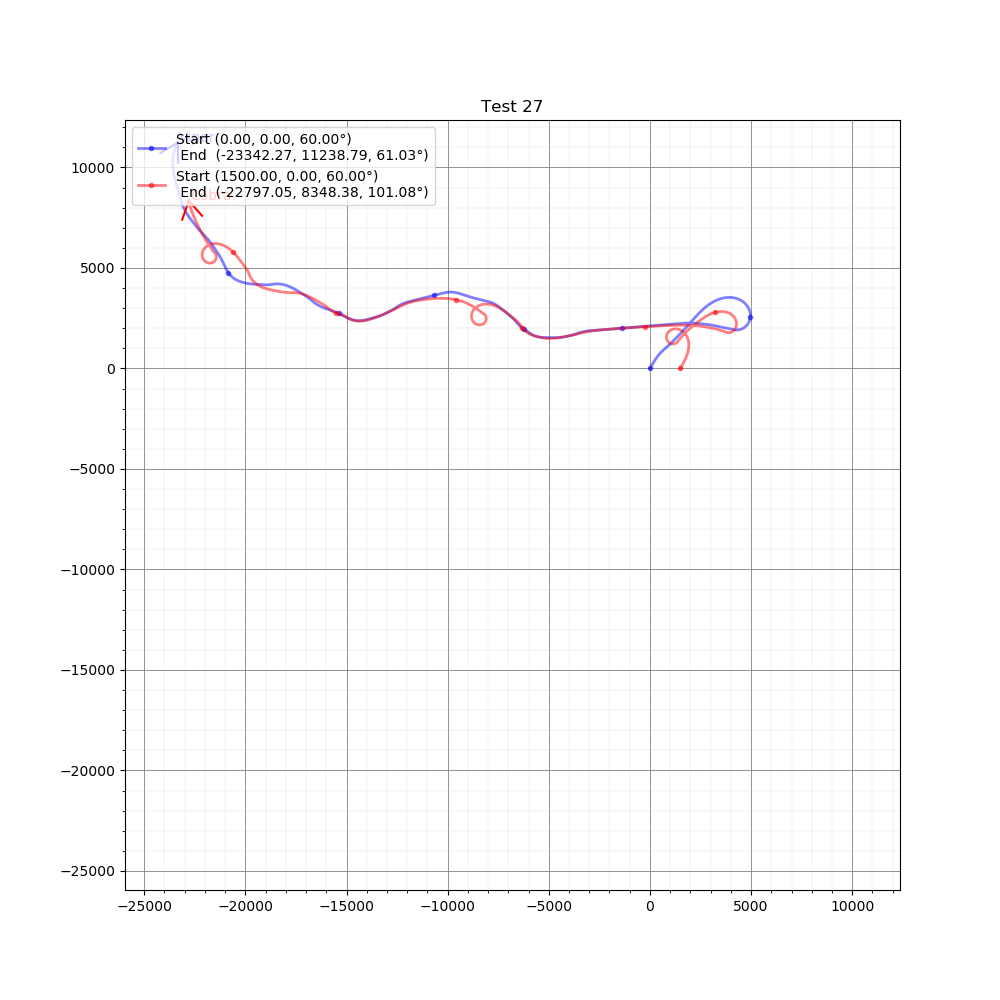 Test 27
Start (0.00, 0.00, 60.00°)
End (-23342.27, 11238.79, 61.03°)
Start (1500.00, 0.00, 60.00°)
End (-22797.05, 8348.38, 101.08°)
10000
5000
0
−5000
−10000
−15000
−20000
−25000
−25000 −20000 −15000 −10000 −5000 0 5000 10000